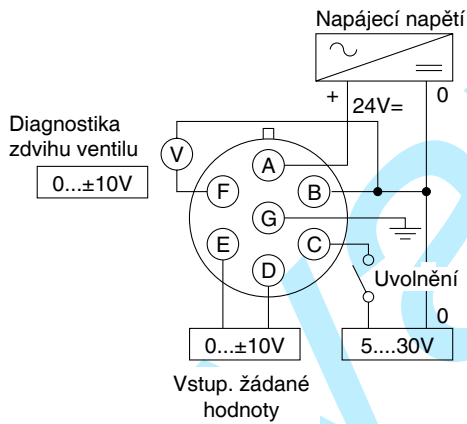 Napájecí napětí
+
24V=
0
Diagnostika
zdvihu ventilu
0...±10V
V
A
F
B
G
E
C
D
Uvolnění
0
0...±10V
5....30V
Vstup. žádané
hodnoty